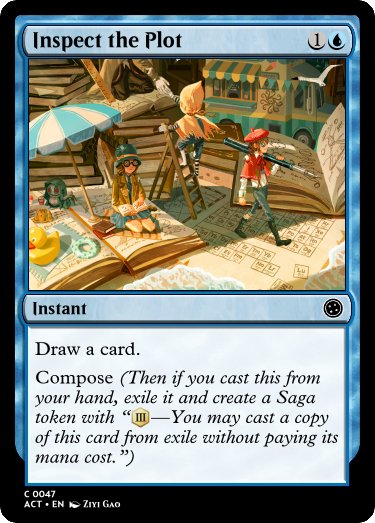 Inspect the Plot 1
Instant
Draw a card.
Compose (Then if you cast this from
your hand, exile it and create a Saga
token with “III—You may cast a copy
of this card from exile without paying its
mana cost.”)
C 0047
ACT • EN Ziyi Gao